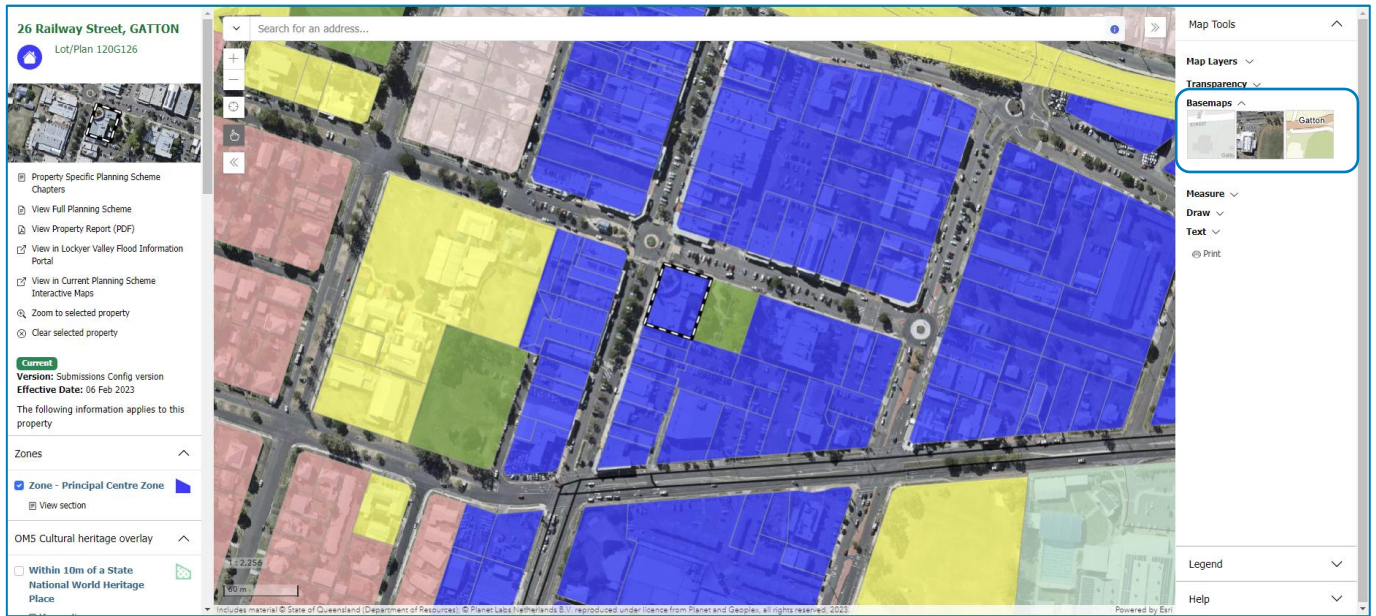 26 Railway Street, GATTON
Lot/Plan 120G126
Property Specific Planning Scheme
Chapters
View Full Planning Scheme
View Property Report (PDF)
View in Lockyer Valley Flood Information
Portal
View in Current Planning Scheme
Interactive Maps
Zoom to selected property
Clear selected property
Current
Version: Submissions Config version
Effective Date: 06 Feb 2023
The following information applies to this
property
Zones
Zone - Principal Centre Zone
View section
OM5 Cultural heritage overlay
Within 10m of a State
National World Heritage
Place
Search for an address...
1:2,256
60 m
Includes material © State of Queensland (Department of Resources); © Planet Labs Netherlands B.V. reproduced under licence from Planet and Geoplex, all rights reserved, 2023.
Powered by Esri
Map Tools
Map Layers
Transparency
Basemaps
Gatton
Measure
Draw
Text
Print
Legend
Help